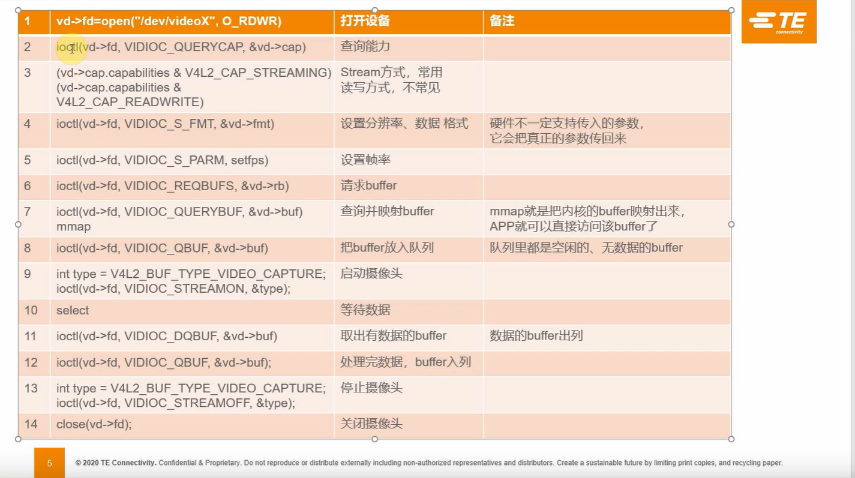 1 vd->fd=open("/dev/videoX", O_RDWR) 打开设备 备注
TE
connectivity
2 ioctl(vd->fd, VIDIOC_QUERYCAP, &vd->cap) 查询能力
3 (vd->cap.capabilities & V4L2_CAP_STREAMING) Stream方式，常用
(vd->cap.capabilities & 读写方式，不常见
V4L2_CAP_READWRITE)
4 ioctl(vd->fd, VIDIOC_S_FMT, &vd->fmt) 设置分辨率、数据 格式 硬件不一定支持传入的参数，
它会把真正的参数传回来
5 ioctl(vd->fd, VIDIOC_S_PARM, setfps) 设置帧率
6 ioctl(vd->fd, VIDIOC_REQBUFS, &vd->rb) 请求buffer
7 ioctl(vd->fd, VIDIOC_QUERYBUF, &vd->buf) 查询并映射buffer mmap就是把内核的buffer映射出来，
mmap APP就可以直接访问该buffer了
8 ioctl(vd->fd, VIDIOC_QBUF, &vd->buf) 把buffer放入队列 队列里都是空闲的、无数据的buffer
9 int type = V4L2_BUF_TYPE_VIDEO_CAPTURE; 启动摄像头
ioctl(vd->fd, VIDIOC_STREAMON, &type);
10 select 等待数据
11 ioctl(vd->fd, VIDIOC_DQBUF, &vd->buf) 取出有数据的buffer 数据的buffer出列
12 ioctl(vd->fd, VIDIOC_QBUF, &vd->buf); 处理完数据，buffer入列
13 int type = V4L2_BUF_TYPE_VIDEO_CAPTURE; 停止摄像头
ioctl(vd->fd, VIDIOC_STREAMOFF, &type);
14 close(vd->fd); 关闭摄像头
5 © 2020 TE Connectivity. Confidential & Proprietary. Do not reproduce or distribute externally including non-authorized representatives and distributors. Create a sustainable future by limiting print copies, and recycling paper.